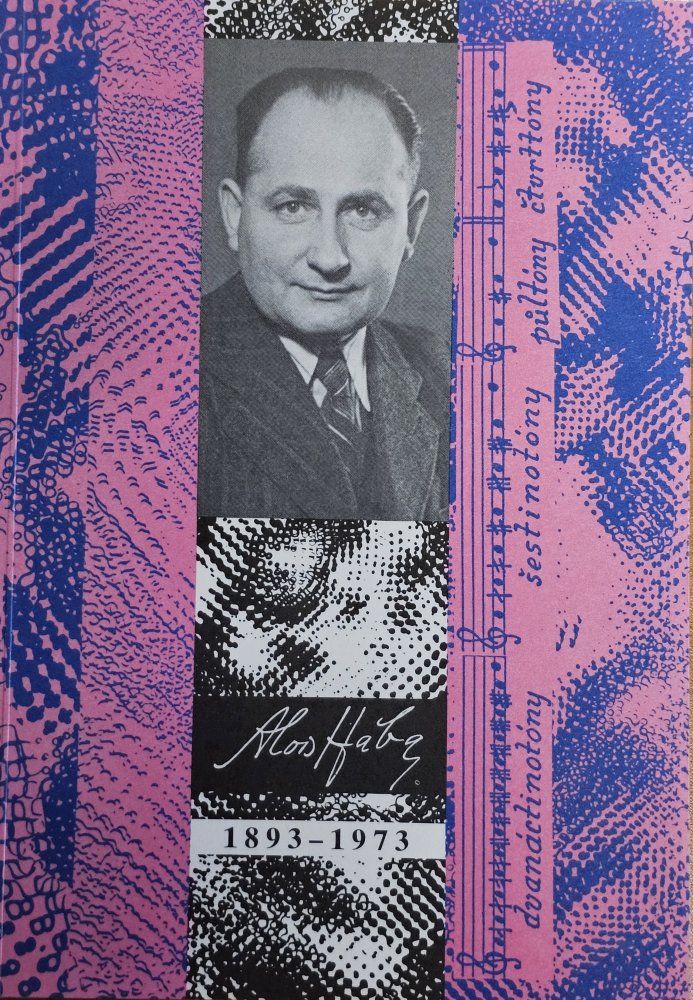 Alois Hába
1893–1973
půltóny čtvrttóny
dvanáctinotóny šestinotóny